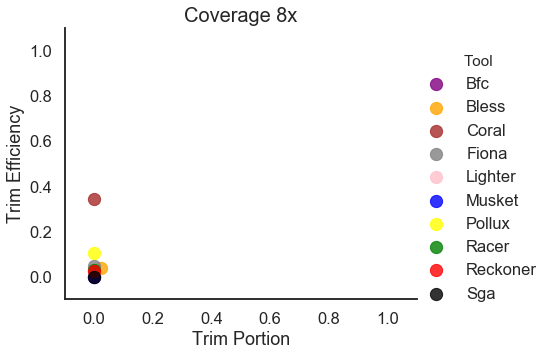 Coverage 8x
1.0
0.8
0.6
0.4
0.2
0.0
Trim Efficiency
0.0 0.2 0.4 0.6 0.8 1.0
Trim Portion
Tool
Bfc
Bless
Coral
Fiona
Lighter
Musket
Pollux
Racer
Reckoner
Sga